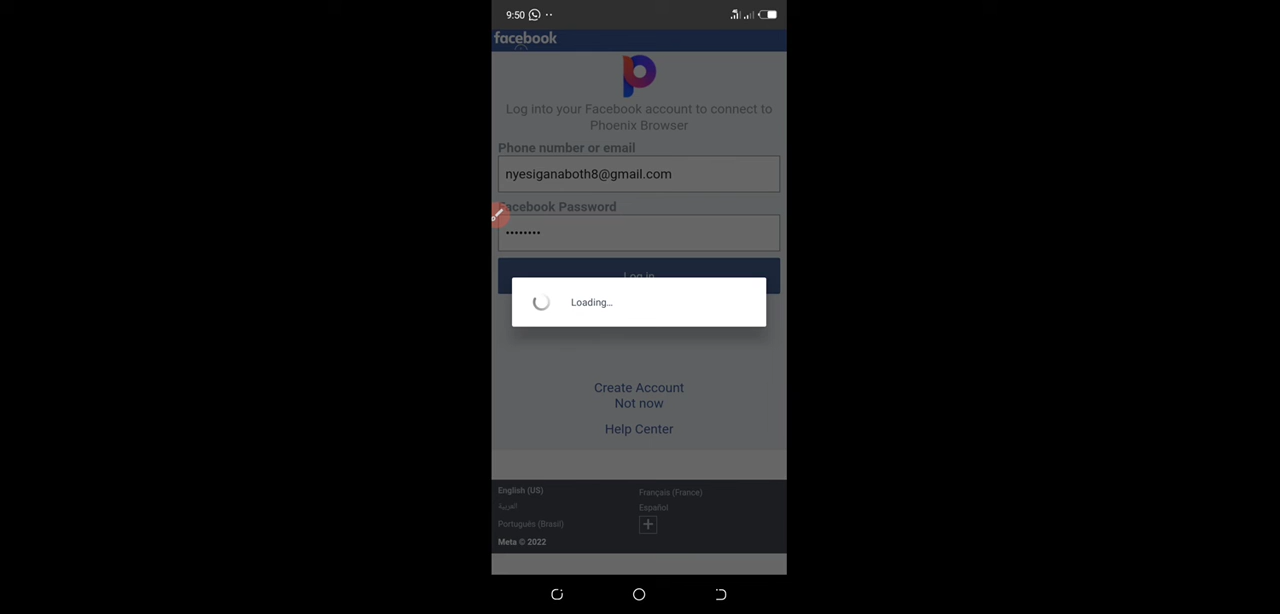 9:50
facebook
Log into your Facebook account to connect to
Phoenix Browser
Phone number or email
nyesiganaboth8@gmail.com
Facebook Password
••••••••
Log in
Loading...
Create Account
Not now
Help Center
English (US)
Français (France)
العربية
Español
Português (Brasil)
Meta © 2022